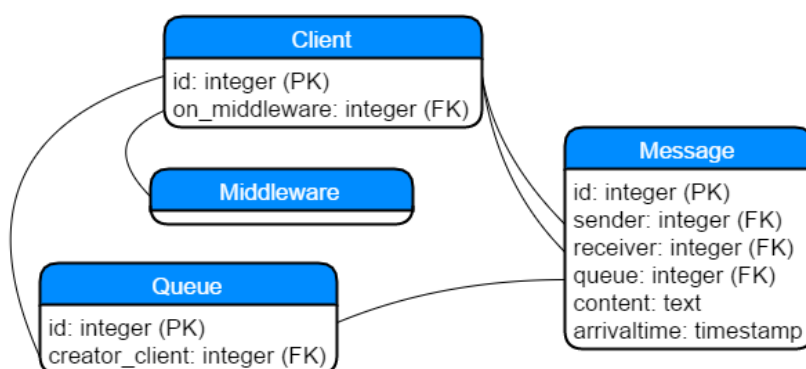 Client
id: integer (PK)
on_middleware: integer (FK)
Middleware
Message
id: integer (PK)
sender: integer (FK)
receiver: integer (FK)
queue: integer (FK)
content: text
arrivaltime: timestamp
Queue
id: integer (PK)
creator_client: integer (FK)